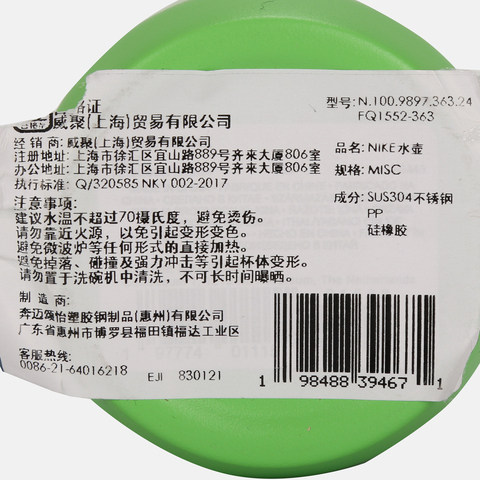 格证
威聚(上海)贸易有限公司
经 销 商: 威聚(上海)贸易有限公司
注册地址: 上海市徐汇区宜山路889号齐來大厦806室
办公地址: 上海市徐汇区宜山路889号齐來大厦806室
执行标准: Q/320585 NKY 002-2017
注意事项:
建议水温不超过70摄氏度，避免烫伤。
请勿靠近火源，以免引起变形变色。
避免微波炉等任何形式的直接加热。
避免掉落、碰撞及强力冲击等引起杯体变形。
请勿置于洗碗机中清洗，不可长时间曝晒。
制 造 商:
奔迈颂怡塑胶钢制品(惠州)有限公司
广东省惠州市博罗县福田镇福达工业区
客服热线:
0086-21-64016218
EJI 830121
型号: N.100.9897.363.24
FQ1552-363
品名: NIKE水壶
规格: MISC
成分: SUS304不锈钢
PP
硅橡胶
1 98488 39467 1